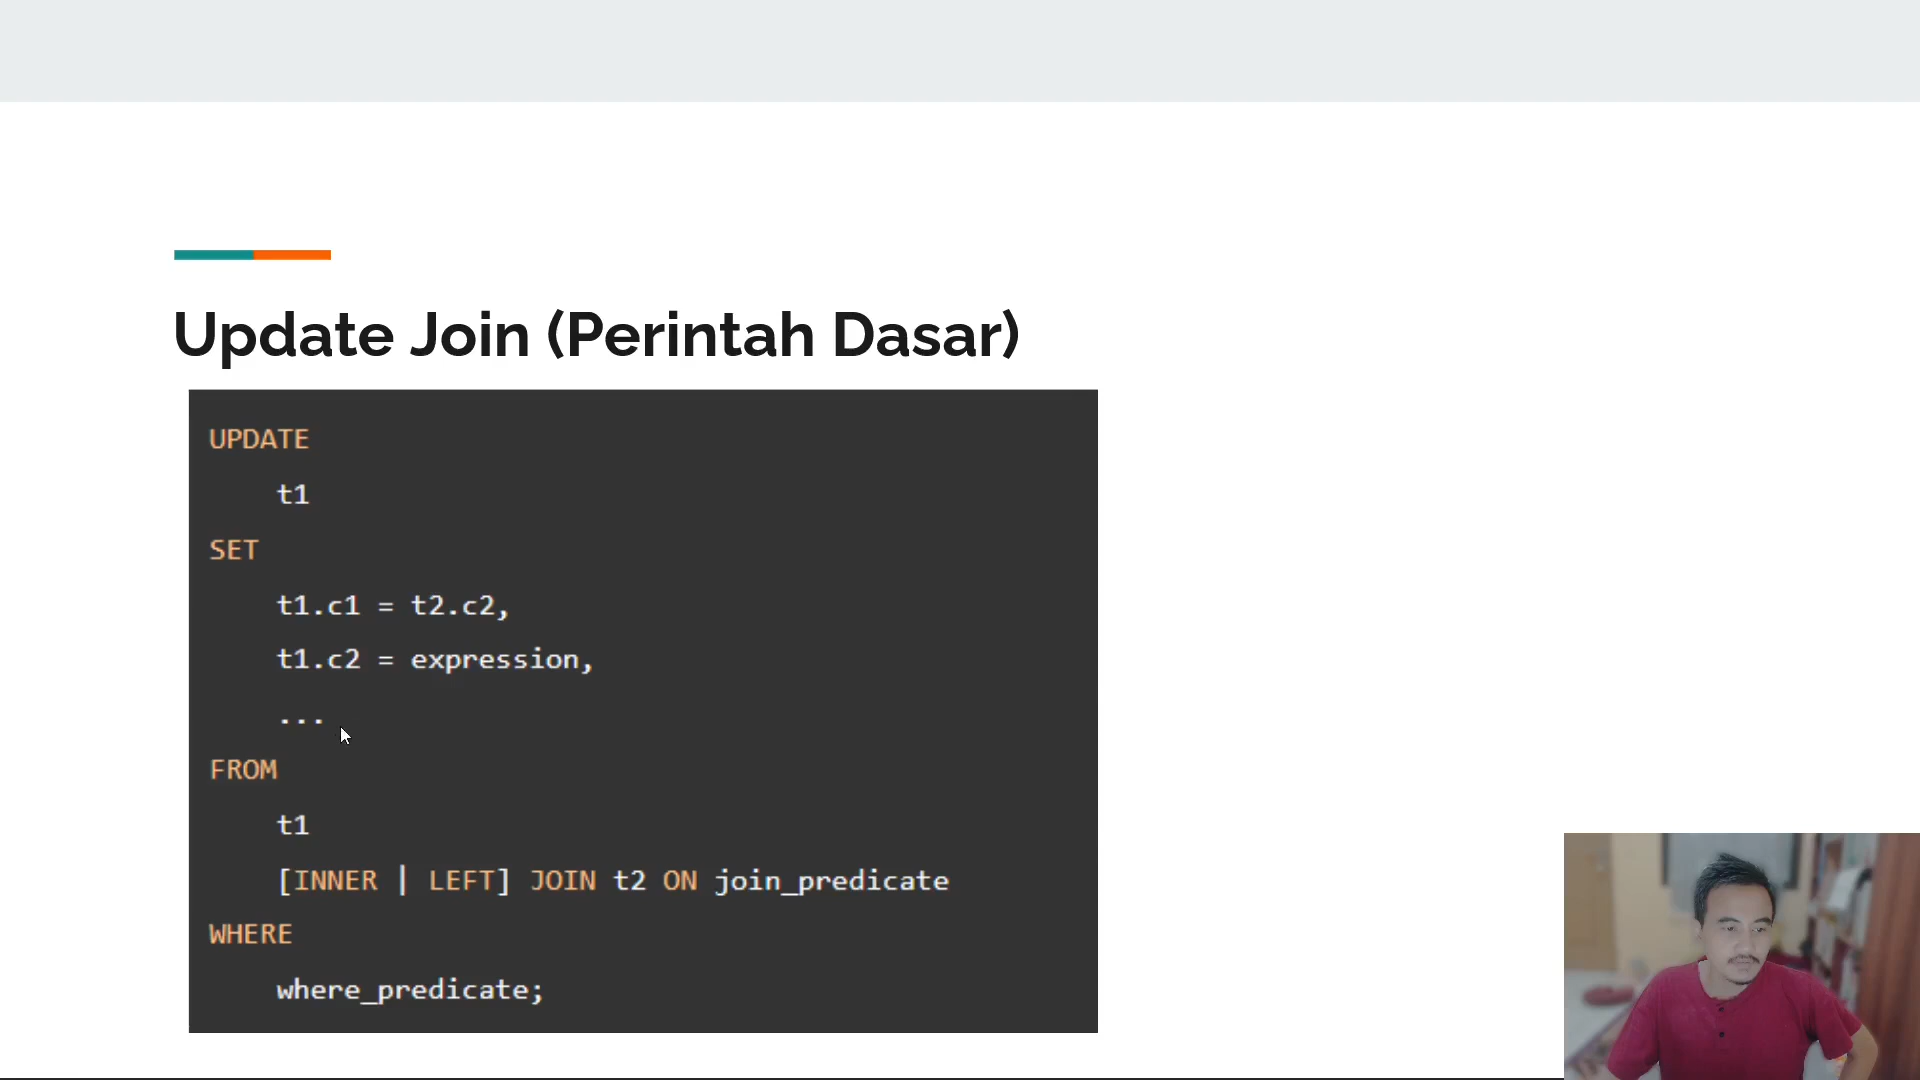 Update Join (Perintah Dasar)
UPDATE
t1
SET
t1.c1 = t2.c2,
t1.c2 = expression,
...
FROM
t1
[INNER | LEFT] JOIN t2 ON join_predicate
WHERE
where_predicate;